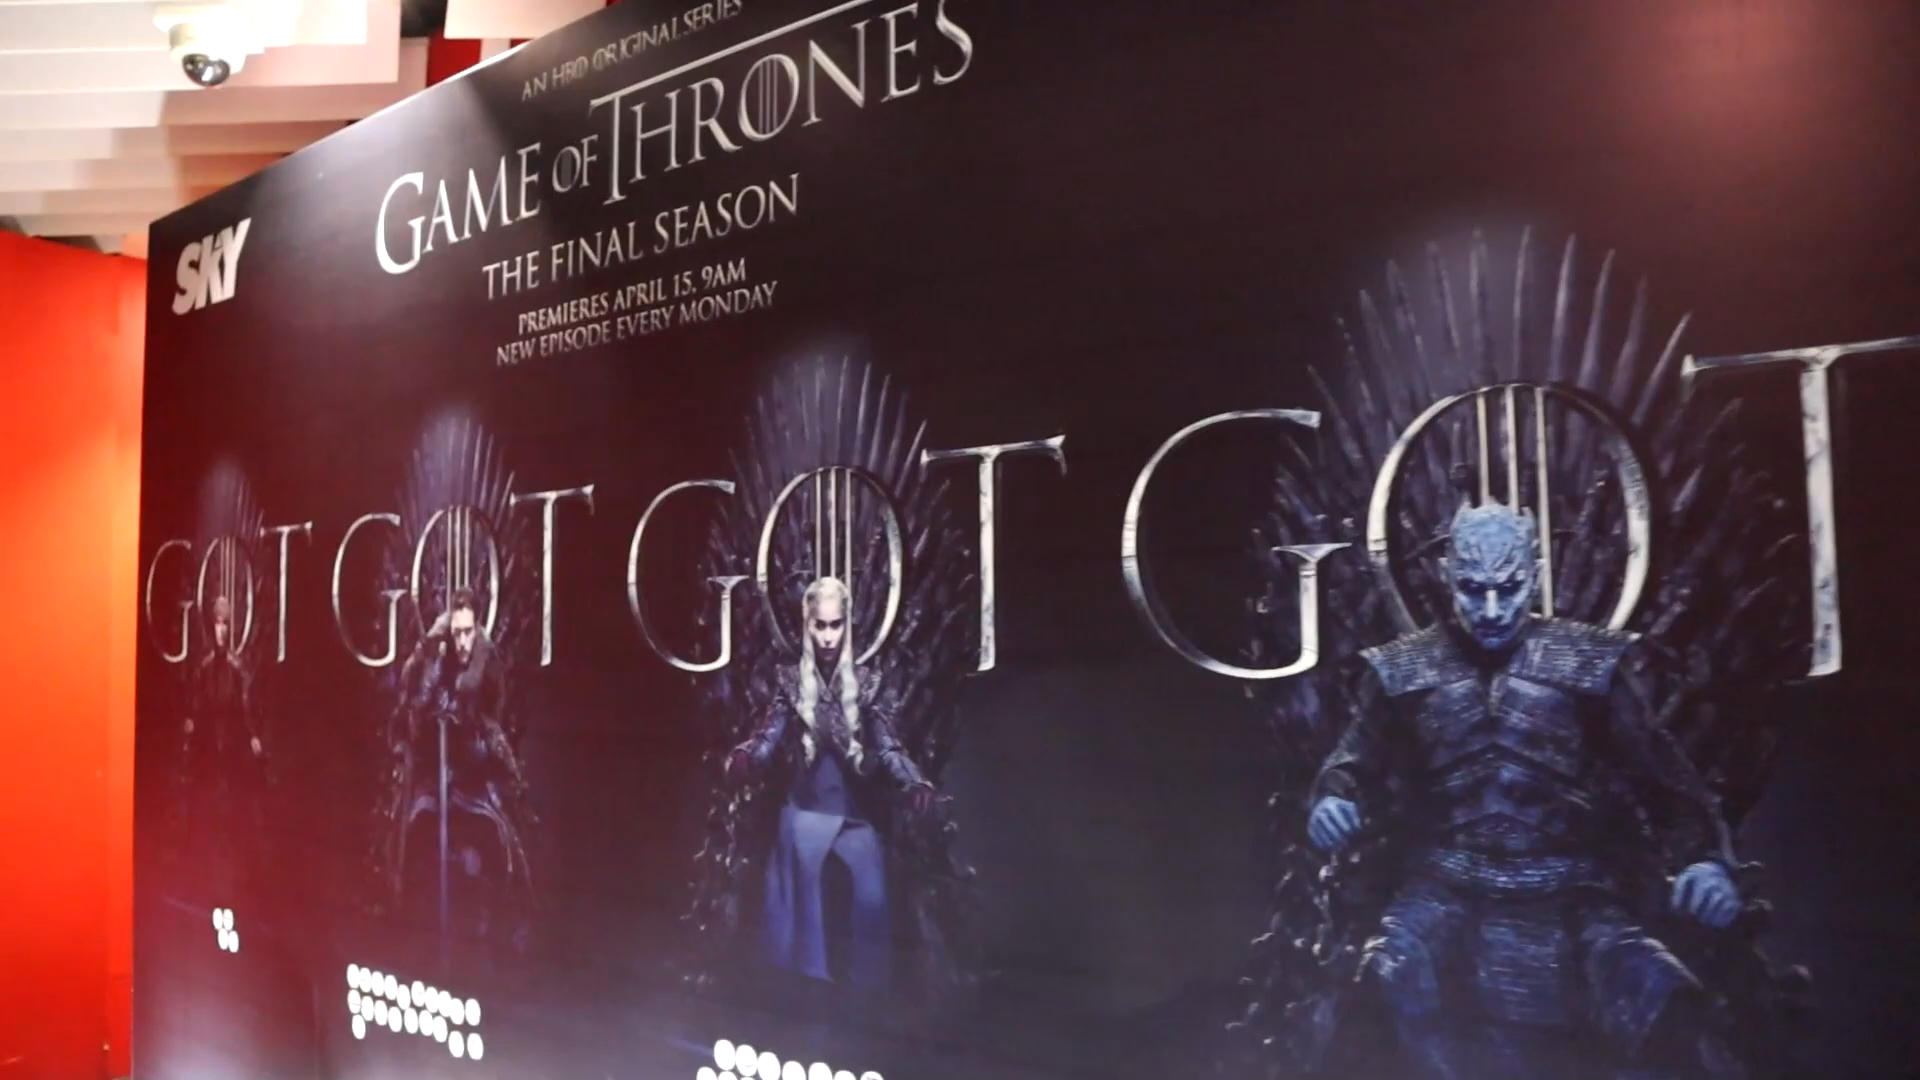 AN HBO ORIGINAL SERIES
GAME OF THRONES
SKY
THE FINAL SEASON
PREMIERES APRIL 15, 9AM
NEW EPISODE EVERY MONDAY
GOT GOT GOT GOT